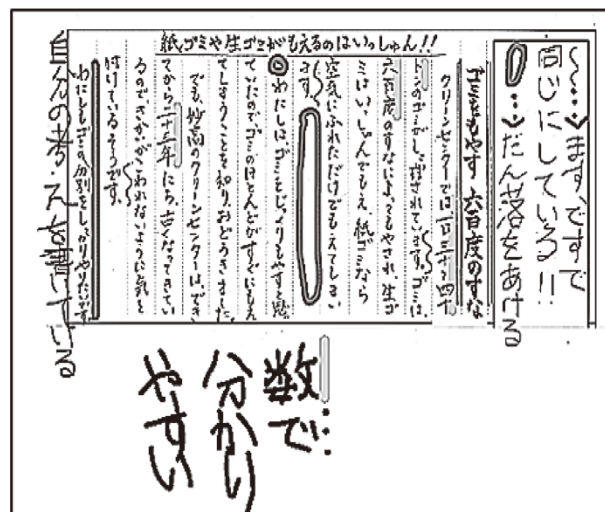 〜〜…→ます、ですで
同じにしている!!
…→だん落をあける
紙ゴミや生ゴミがもえるのはいっしゅん!!
ゴミをもやす 六百度のすな
クリーンセンターでは一日三十四
トンのゴミがしょ理されています。ゴミは、
六百度のすなによってもやされ、生ゴ
ミはいっしゅんでもえ、紙ゴミなら
空気にふれただけでもえてしまい
ます。
わたしは、ゴミをじっくりもやすと思っ
ていたのでゴミのほとんどがすぐにもえ
てしまうことを知り、おどろきました。
でも、妙高のクリーンセンターは、でき
てから二十三年にたち、古くなってきてい
るのできかいがこわれないように気を
付けているそうです。
わたしもゴミの分別をしっかりやりたいです。
自分の考えを書けている
数で…
分かり
やすい